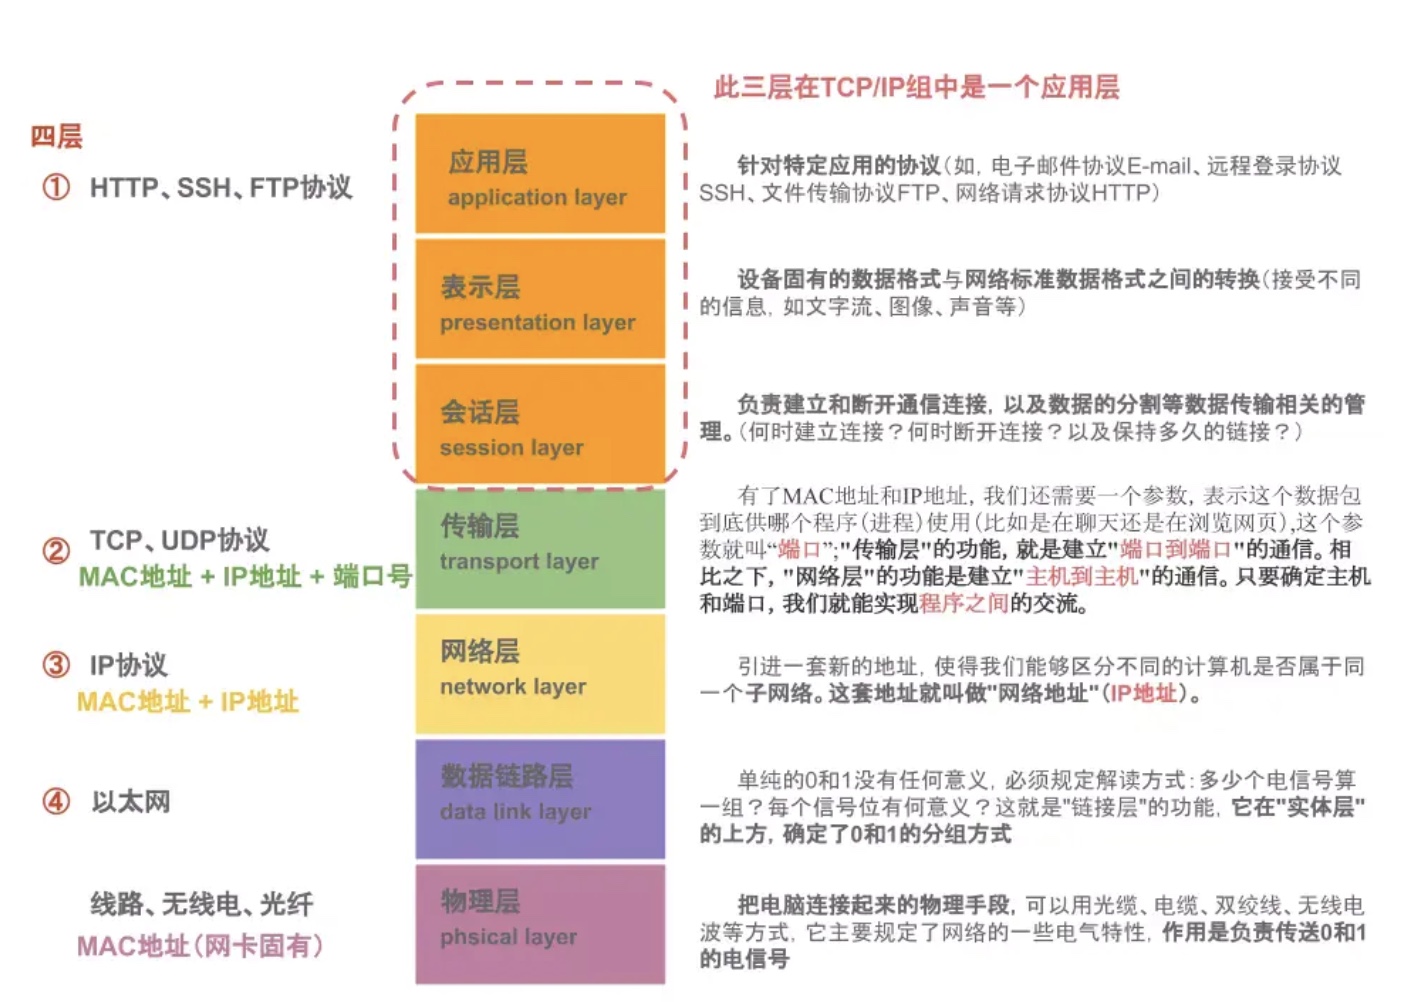 此三层在TCP/IP组中是一个应用层
四层
① HTTP、SSH、FTP协议
应用层
application layer
针对特定应用的协议(如, 电子邮件协议E-mail、远程登录协议
SSH、文件传输协议FTP、网络请求协议HTTP)
表示层
presentation layer
设备固有的数据格式与网络标准数据格式之间的转换(接受不同
的信息, 如文字流、图像、声音等)
会话层
session layer
负责建立和断开通信连接, 以及数据的分割等数据传输相关的管
理。(何时建立连接？何时断开连接？以及保持多久的链接？)
② TCP、UDP协议
MAC地址 + IP地址 + 端口号
传输层
transport layer
有了MAC地址和IP地址, 我们还需要一个参数, 表示这个数据包
到底供哪个程序(进程)使用(比如是在聊天还是在浏览网页),这个参
数就叫“端口”;"传输层"的功能, 就是建立"端口到端口"的通信。相
比之下, "网络层"的功能是建立"主机到主机"的通信。只要确定主机
和端口, 我们就能实现程序之间的交流。
③ IP协议
MAC地址 + IP地址
网络层
network layer
引进一套新的地址, 使得我们能够区分不同的计算机是否属于同
一个子网络。这套地址就叫做"网络地址"(IP地址)。
④ 以太网
数据链路层
data link layer
单纯的0和1没有任何意义, 必须规定解读方式:多少个电信号算
一组？每个信号位有何意义？这就是"链接层"的功能, 它在"实体层"
的上方, 确定了0和1的分组方式
线路、无线电、光纤
MAC地址(网卡固有)
物理层
phsical layer
把电脑连接起来的物理手段, 可以用光缆、电缆、双绞线、无线电
波等方式, 它主要规定了网络的一些电气特性, 作用是负责传送0和1
的电信号